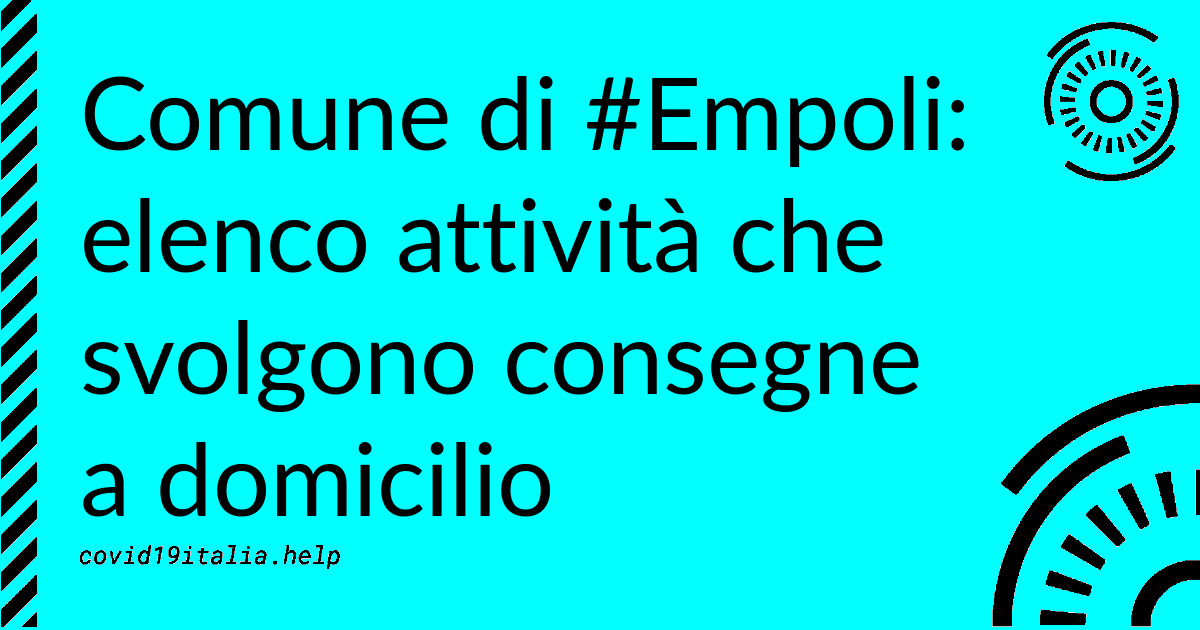 Comune di #Empoli:
elenco attività che
svolgono consegne
a domicilio
covid19italia.help